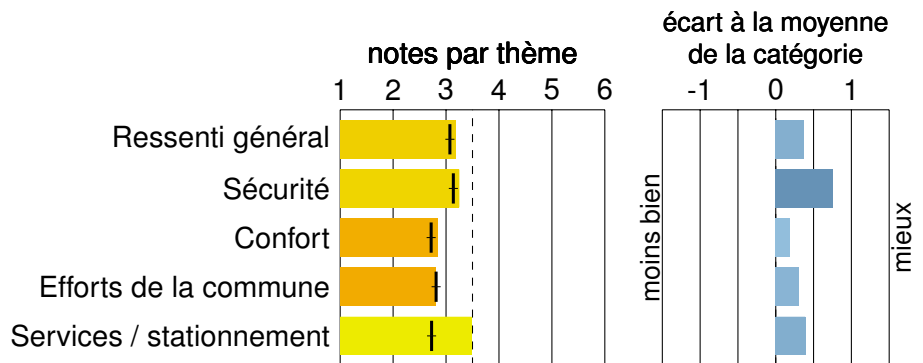 écart à la moyenne
de la catégorie
notes par thème
1 2 3 4 5 6
-1 0 1
Ressenti général
Sécurité
Confort
Efforts de la commune
Services / stationnement
moins bien
mieux